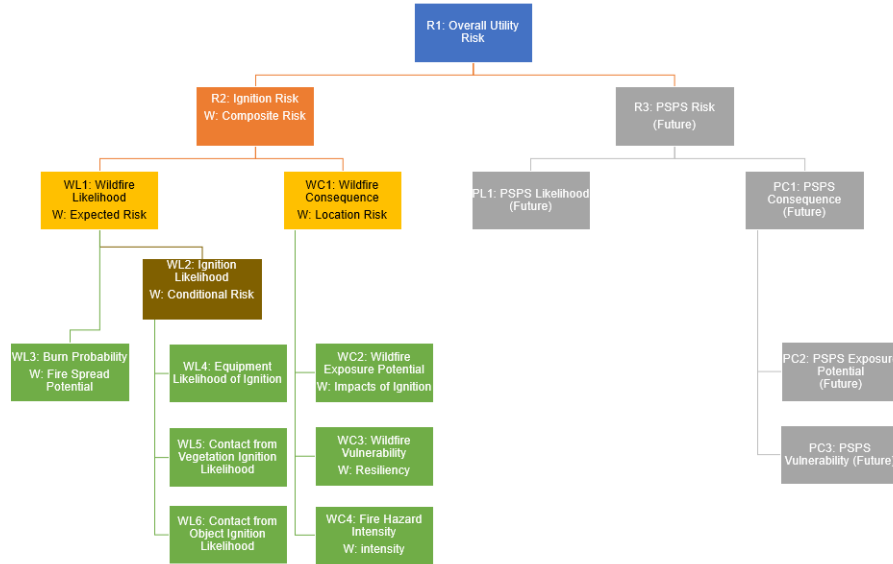 R1: Overall Utility
Risk
R2: Ignition Risk
W: Composite Risk
R3: PSPS Risk
(Future)
WL1: Wildfire
Likelihood
W: Expected Risk
WC1: Wildfire
Consequence
W: Location Risk
PL1: PSPS Likelihood
(Future)
PC1: PSPS
Consequence
(Future)
WL2: Ignition
Likelihood
W: Conditional Risk
WL3: Burn Probability
W: Fire Spread
Potential
WL4: Equipment
Likelihood of Ignition
WC2: Wildfire
Exposure Potential
W: Impacts of Ignition
PC2: PSPS Exposure
Potential
(Future)
WL5: Contact from
Vegetation Ignition
Likelihood
WC3: Wildfire
Vulnerability
W: Resiliency
PC3: PSPS
Vulnerability (Future)
WL6: Contact from
Object Ignition
Likelihood
WC4: Fire Hazard
Intensity
W: intensity